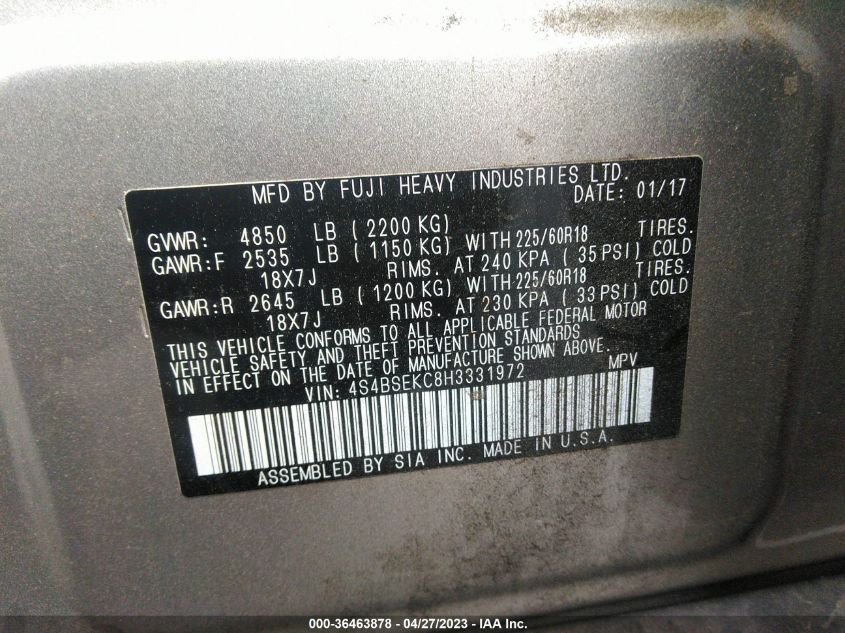 MFD BY FUJI HEAVY INDUSTRIES LTD.
DATE: 01/17
GVWR: 4850 LB ( 2200 KG)
GAWR:F 2535 LB ( 1150 KG) WITH 225/60R18 TIRES.
18X7J RIMS. AT 240 KPA ( 35 PSI) COLD
GAWR:R 2645 LB ( 1200 KG) WITH 225/60R18 TIRES.
18X7J RIMS. AT 230 KPA ( 33 PSI) COLD
THIS VEHICLE CONFORMS TO ALL APPLICABLE FEDERAL MOTOR
VEHICLE SAFETY AND THEFT PREVENTION STANDARDS
IN EFFECT ON THE DATE OF MANUFACTURE SHOWN ABOVE.
VIN: 4S4BSEKC8H3331972 MPV
ASSEMBLED BY SIA INC. MADE IN U.S.A.
000-36463878 - 04/27/2023 - IAA Inc.